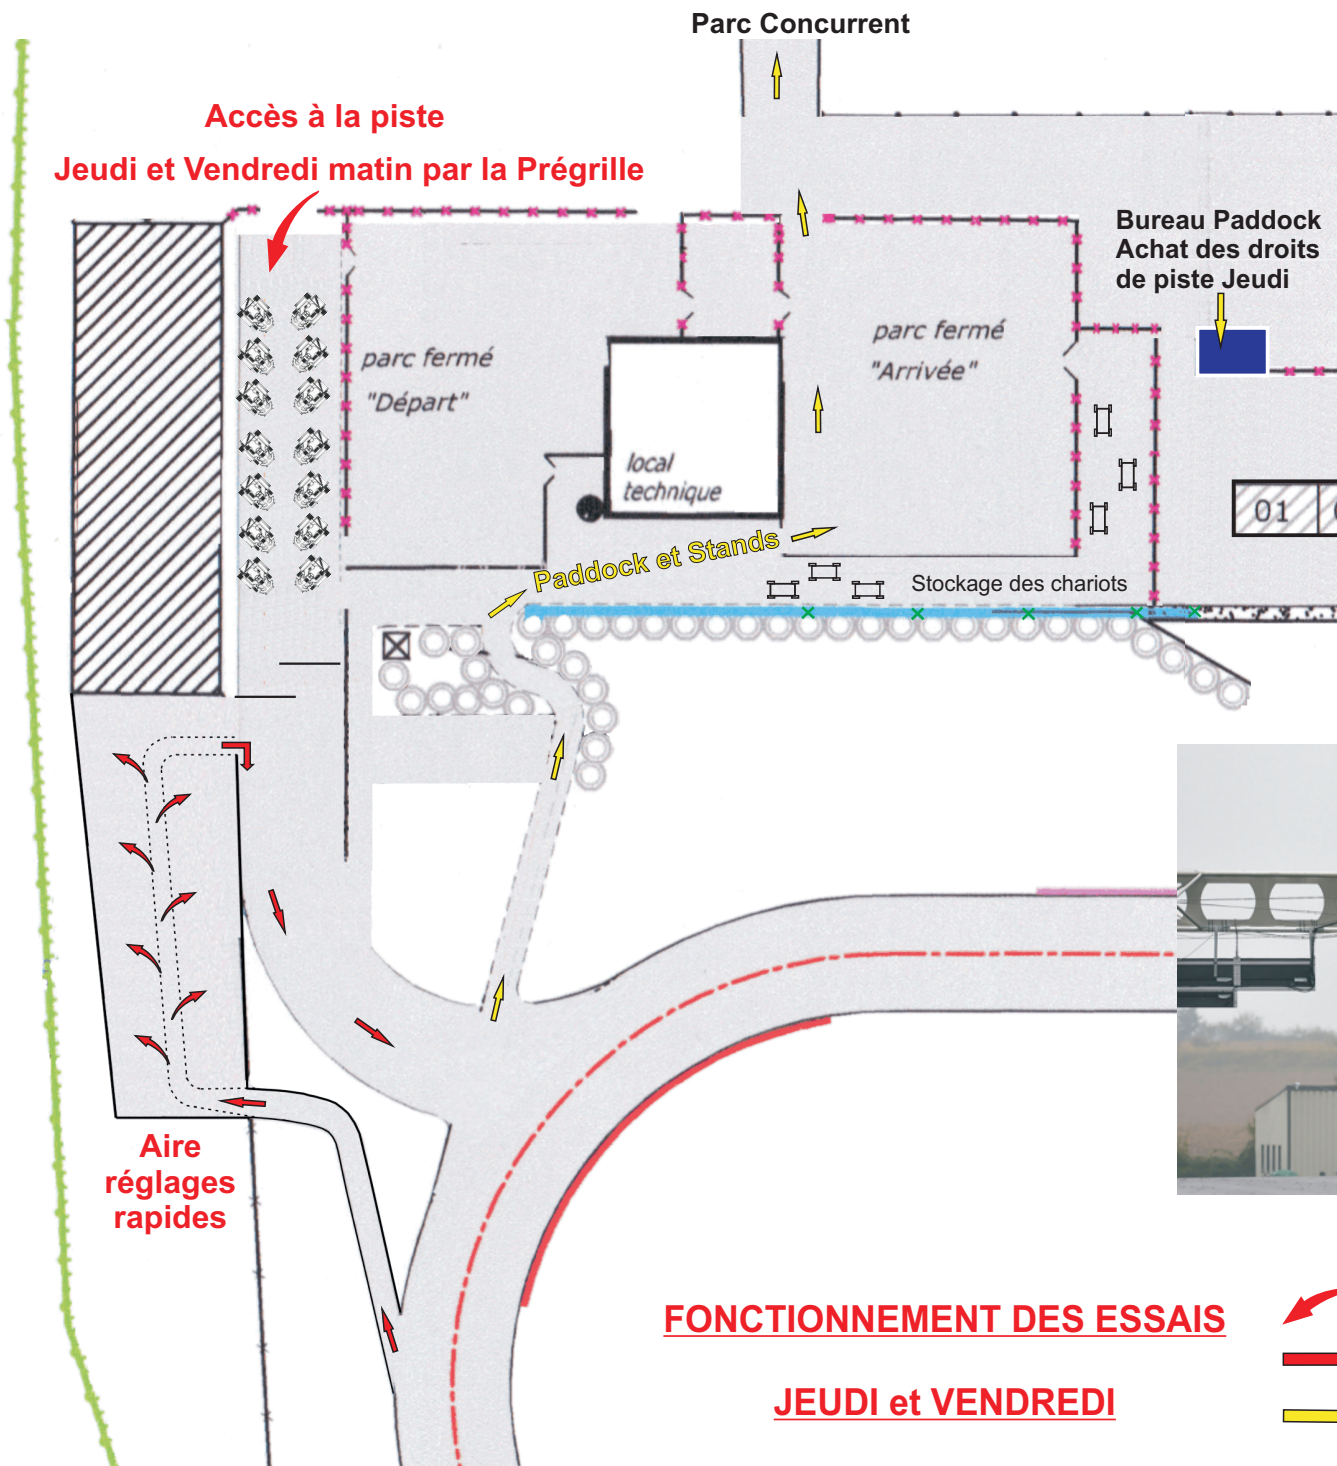 Parc Concurrent
Accès à la piste
Jeudi et Vendredi matin par la Prégrille
Bureau Paddock
Achat des droits
de piste Jeudi
parc fermé
"Départ"
parc fermé
"Arrivée"
local
technique
01
Paddock et Stands
Stockage des chariots
Aire
réglages
rapides
FONCTIONNEMENT DES ESSAIS
JEUDI et VENDREDI